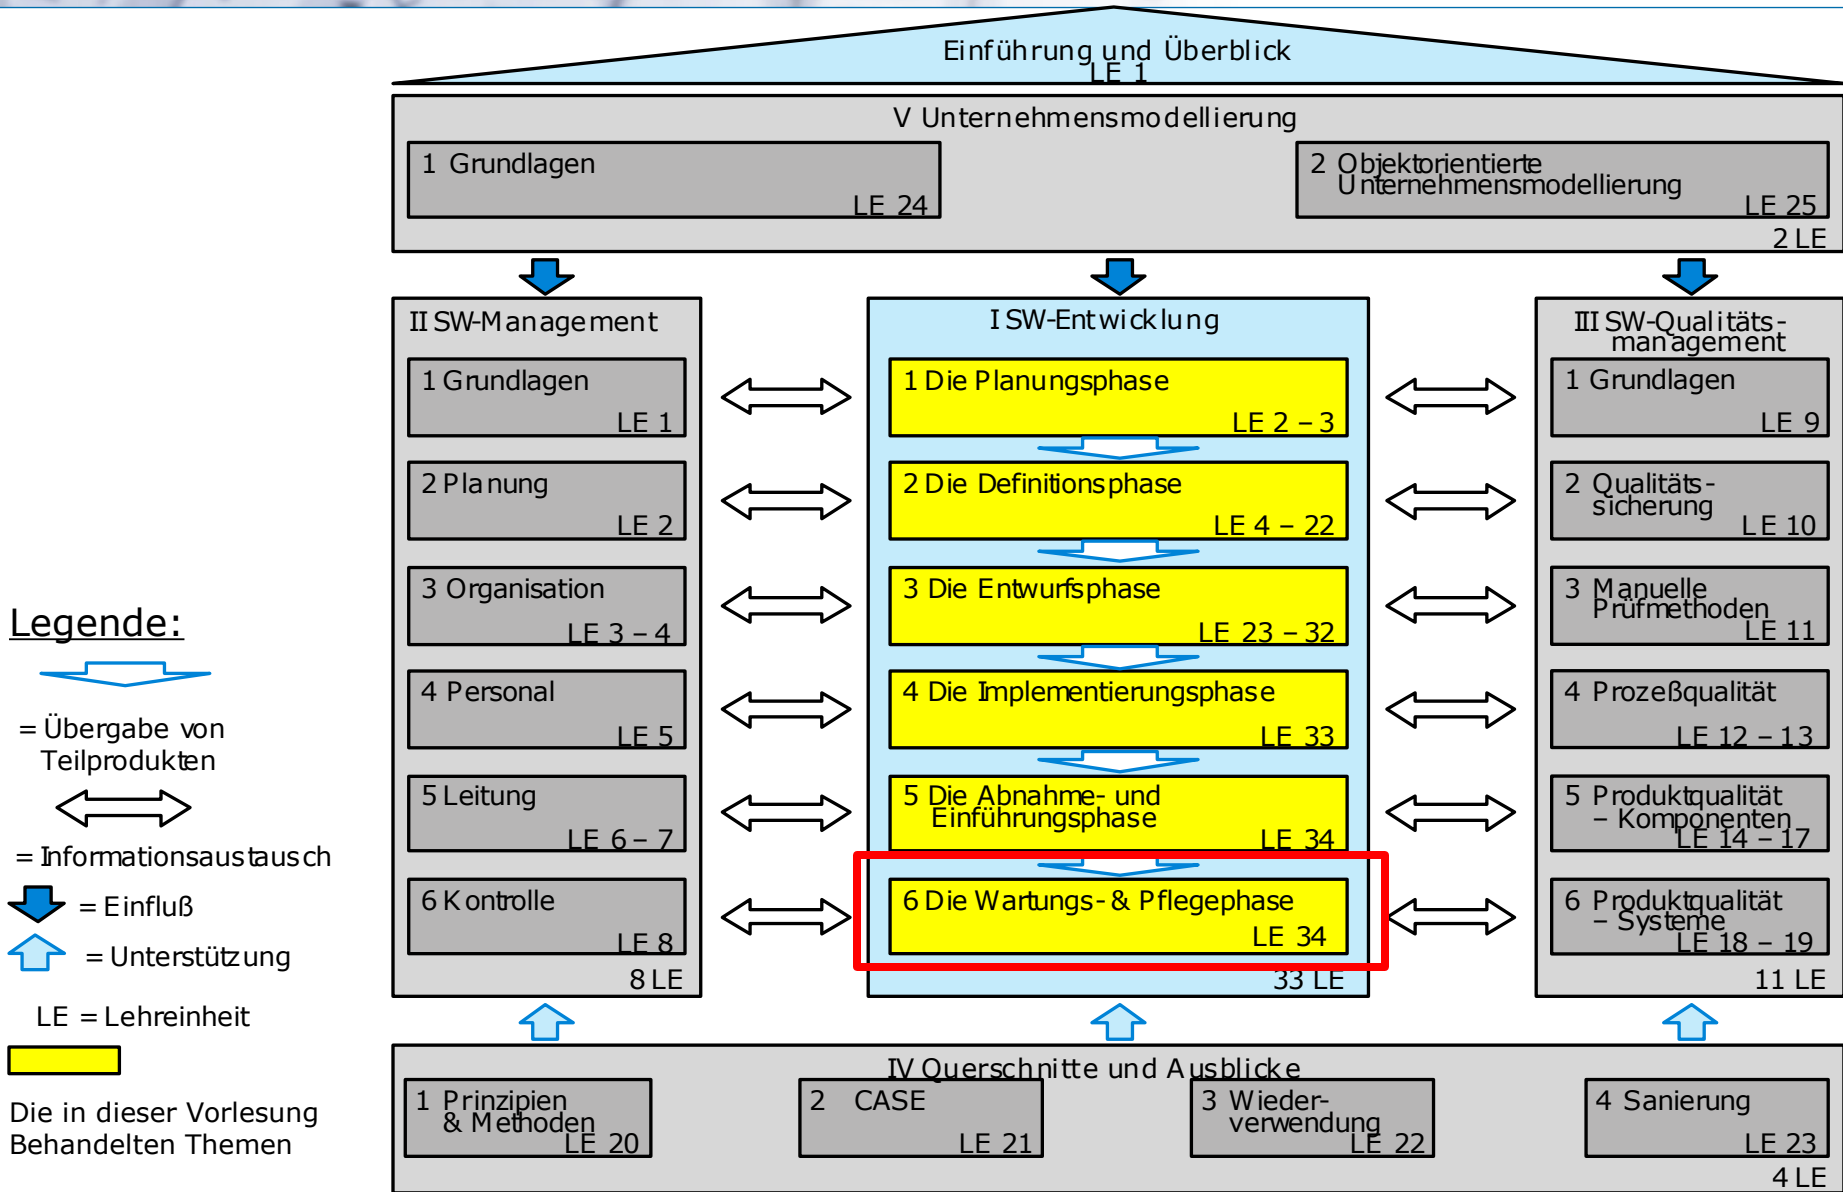 Einführung und Überblick
LE 1
V Unternehmensmodellierung
1 Grundlagen
LE 24
2 Objektorientierte
Unternehmensmodellierung
LE 25
2 LE
II SW-Management
1 Grundlagen
LE 1
2 Planung
LE 2
3 Organisation
LE 3 – 4
4 Personal
LE 5
5 Leitung
LE 6 – 7
6 Kontrolle
LE 8
8 LE
I SW-Entwicklung
1 Die Planungsphase
LE 2 – 3
2 Die Definitionsphase
LE 4 – 22
3 Die Entwurfsphase
LE 23 – 32
4 Die Implementierungsphase
LE 33
5 Die Abnahme- und
Einführungsphase
LE 34
6 Die Wartungs- & Pflegephase
LE 34
33 LE
III SW-Qualitäts-
management
1 Grundlagen
LE 9
2 Qualitäts-
sicherung
LE 10
3 Manuelle
Prüfmethoden
LE 11
4 Prozeßqualität
LE 12 – 13
5 Produktqualität
– Komponenten
LE 14 – 17
6 Produktqualität
– Systeme
LE 18 – 19
11 LE
IV Querschnitte und Ausblicke
1 Prinzipien
& Methoden
LE 20
2 CASE
LE 21
3 Wieder-
verwendung
LE 22
4 Sanierung
LE 23
4 LE
Legende:
= Übergabe von
Teilprodukten
= Informationsaustausch
= Einfluß
= Unterstützung
LE = Lehreinheit
Die in dieser Vorlesung
Behandelten Themen